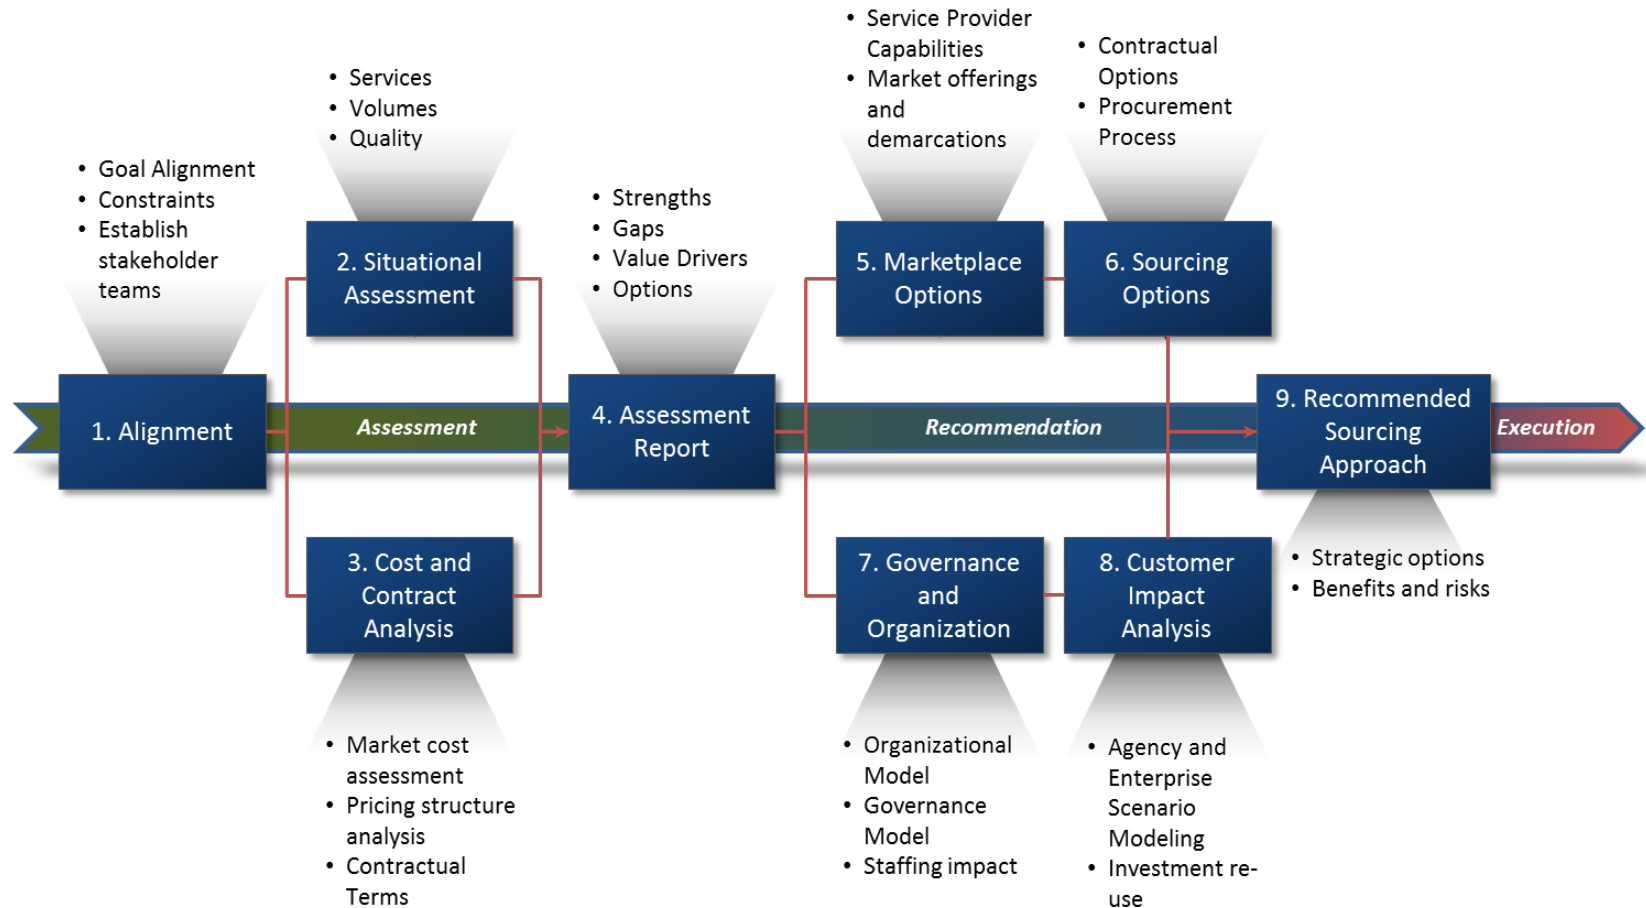 • Goal Alignment
• Constraints
• Establish
stakeholder
teams
1. Alignment
• Services
• Volumes
• Quality
2. Situational
Assessment
Assessment
3. Cost and
Contract
Analysis
• Market cost
assessment
• Pricing structure
analysis
• Contractual
Terms
• Strengths
• Gaps
• Value Drivers
• Options
4. Assessment
Report
• Service Provider
Capabilities
• Market offerings
and
demarcations
5. Marketplace
Options
• Contractual
Options
• Procurement
Process
6. Sourcing
Options
Recommendation
7. Governance
and
Organization
• Organizational
Model
• Governance
Model
• Staffing impact
8. Customer
Impact
Analysis
• Agency and
Enterprise
Scenario
Modeling
• Investment re-
use
9. Recommended
Sourcing
Approach
• Strategic options
• Benefits and risks
Execution